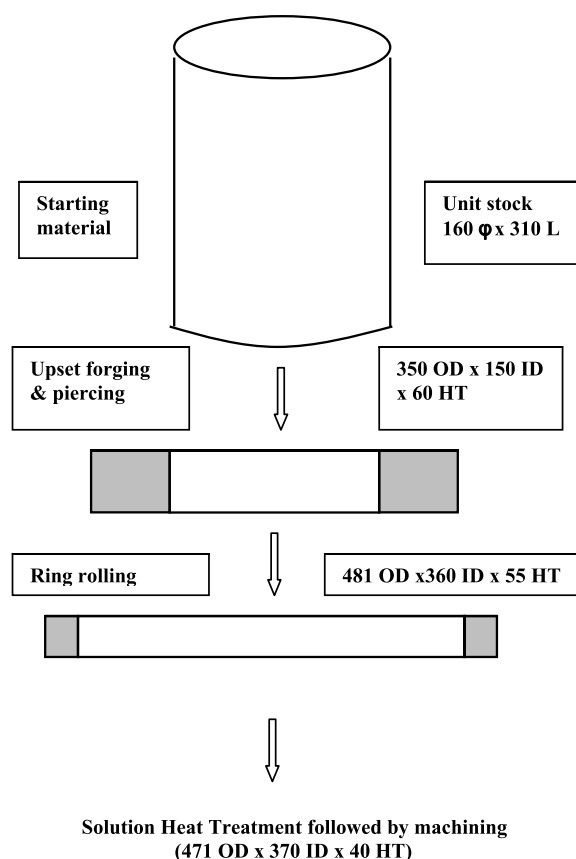 Starting
material
Unit stock
160 φ x 310 L
Upset forging
& piercing
350 OD x 150 ID
x 60 HT
Ring rolling
481 OD x360 ID x 55 HT
Solution Heat Treatment followed by machining
(471 OD x 370 ID x 40 HT)